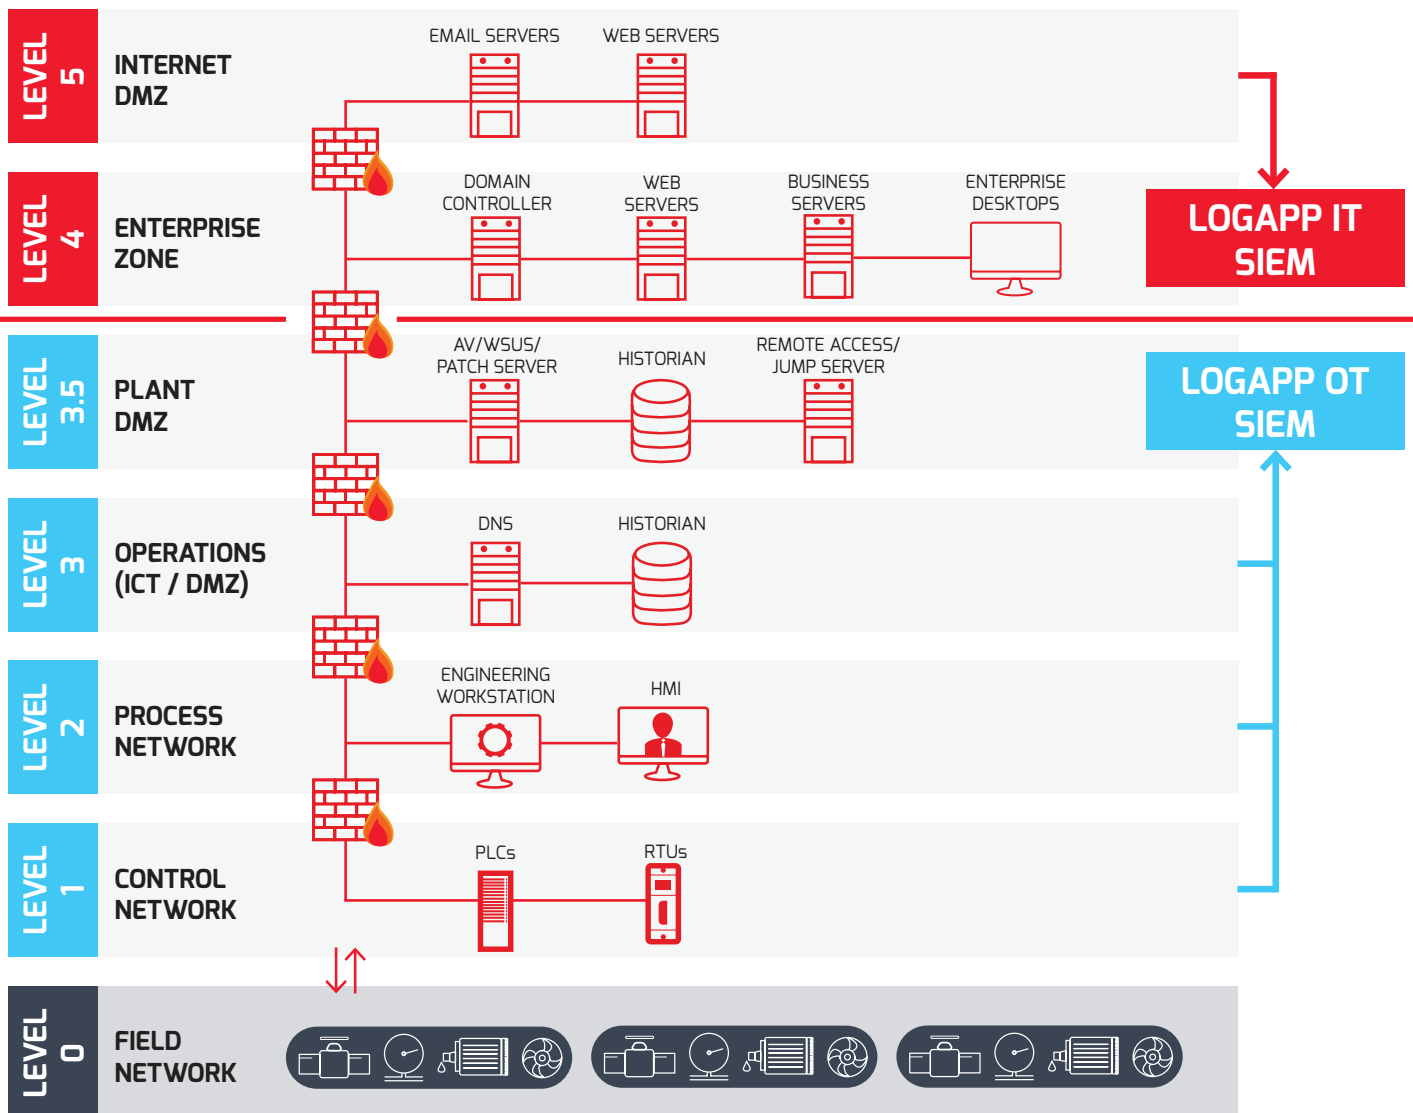 LEVEL
5
INTERNET
DMZ
EMAIL SERVERS
WEB SERVERS
LEVEL
4
ENTERPRISE
ZONE
DOMAIN
CONTROLLER
WEB
SERVERS
BUSINESS
SERVERS
ENTERPRISE
DESKTOPS
LOGAPP IT
SIEM
LEVEL
3.5
PLANT
DMZ
AV/WSUS/
PATCH SERVER
HISTORIAN
REMOTE ACCESS/
JUMP SERVER
LOGAPP OT
SIEM
LEVEL
3
OPERATIONS
(ICT / DMZ)
DNS
HISTORIAN
LEVEL
2
PROCESS
NETWORK
ENGINEERING
WORKSTATION
HMI
LEVEL
1
CONTROL
NETWORK
PLCs
RTUs
LEVEL
0
FIELD
NETWORK